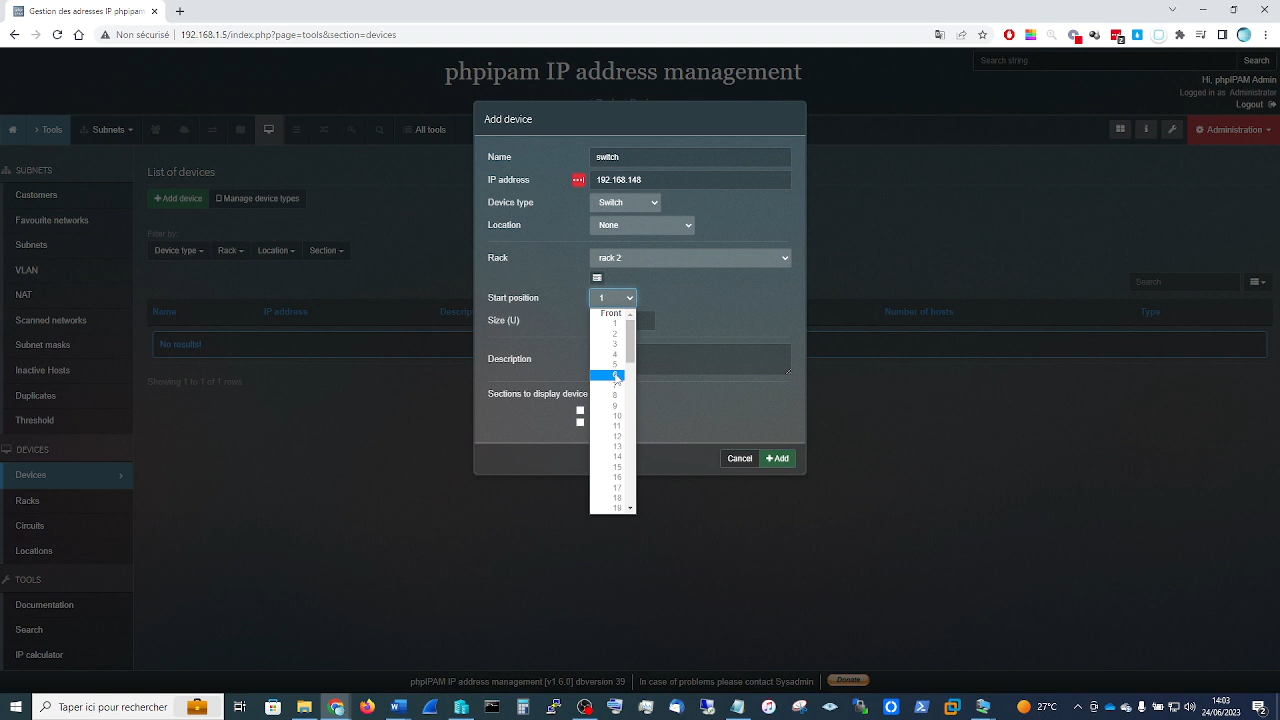 Gestion des adresses IP phpipam
Non sécurisé
192.168.1.5/index.php?page=tools&section=devices
phpipam IP address management
Search string
Search
Hi, phpIPAM Admin
Logged in as Administrator
Logout
Tools
Subnets
All tools
Administration
SUBNETS
Customers
Favourite networks
Subnets
VLAN
NAT
Scanned networks
Subnet masks
Inactive Hosts
Duplicates
Threshold
DEVICES
Devices
Racks
Circuits
Locations
TOOLS
Documentation
Search
IP calculator
List of devices
Add device
Manage device types
Filter by:
Device type
Rack
Location
Section
Search
Name
IP address
Number of hosts
Type
No results!
Showing 1 to 1 of 1 rows
Add device
Name
switch
IP address
192.168.148
Device type
Switch
Location
None
Rack
rack 2
Start position
1
Size (U)
Description
Sections to display device
Front
1
2
3
4
5
6
7
8
9
10
11
12
13
14
15
16
17
18
19
Cancel
+ Add
phpIPAM IP address management [v1.6.0] dbversion 39
In case of problems please contact Sysadmin
Donate
Taper ici pour rechercher
27°C
14:03
24/06/2023